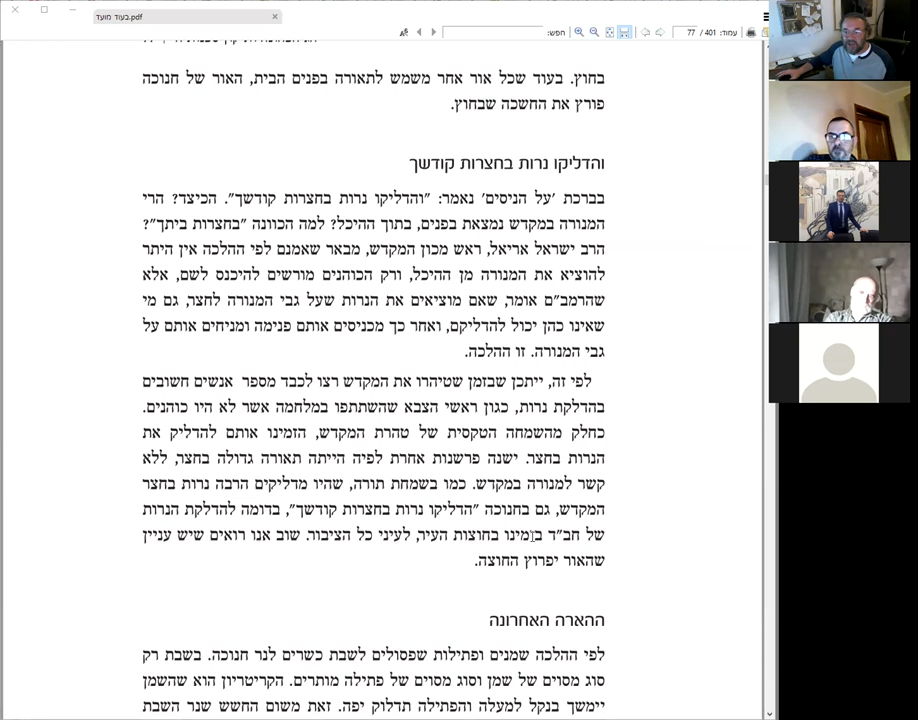 בעוד מועד.pdf
עמוד: 77 / 401
חפש:
בחוץ. בעוד שכל אור אחר משמש לתאורה בפנים הבית, האור של חנוכה
פורץ את החשכה שבחוץ.
והדליקו נרות בחצרות קודשך
בברכת 'על הניסים' נאמר: "והדליקו נרות בחצרות קודשך". הכיצד? הרי
המנורה במקדש נמצאת בפנים, בתוך ההיכל? למה הכוונה "בחצרות ביתך"?
הרב ישראל אריאל, ראש מכון המקדש, מבאר שאמנם לפי ההלכה אין היתר
להוציא את המנורה מן ההיכל, ורק הכוהנים מורשים להיכנס לשם, אלא
שהרמב"ם אומר, שאם מוציאים את הנרות שעל גבי המנורה לחצר, גם מי
שאינו כהן יכול להדליקם, ואחר כך מכניסים אותם פנימה ומניחים אותם על
גבי המנורה. זו ההלכה.
לפי זה, ייתכן שבזמן שטיהרו את המקדש רצו לכבד מספר אנשים חשובים
בהדלקת נרות, כגון ראשי הצבא שהשתתפו במלחמה אשר לא היו כוהנים.
כחלק מהשמחה הטקסית של טהרת המקדש, הזמינו אותם להדליק את
הנרות בחצר. ישנה פרשנות אחרת לפיה הייתה תאורה גדולה בחצר, ללא
קשר למנורה במקדש. כמו בשמחת תורה, שהיו מדליקים הרבה נרות בחצר
המקדש, גם בחנוכה "הדליקו נרות בחצרות קודשך", בדומה להדלקת הנרות
של חב"ד בזמינו בחוצות העיר, לעיני כל הציבור. שוב אנו רואים שיש עניין
שהאור יפרוץ החוצה.
ההארה האחרונה
לפי ההלכה שמנים ופתילות שפסולים לשבת כשרים לנר חנוכה. בשבת רק
סוג מסוים של שמן וסוג מסוים של פתילה מותרים. הקריטריון הוא שהשמן
יימשך בנקל למעלה והפתילה תדלוק יפה. זאת משום החשש שנר השבת